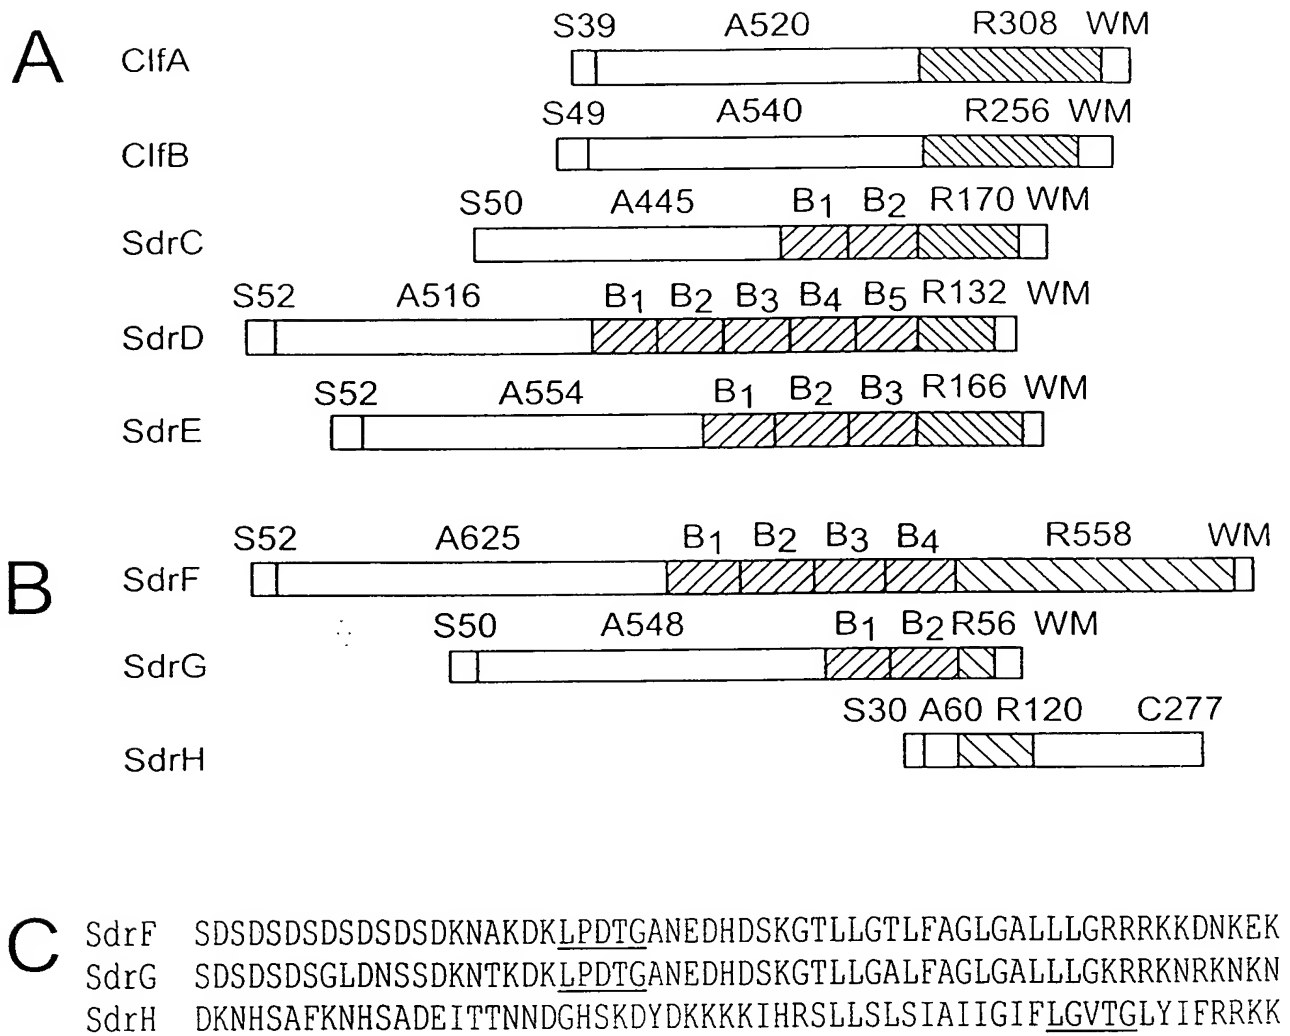 A
S39 A520 R308 WM
ClfA
S49 A540 R256 WM
ClfB
S50 A445 B1 B2 R170 WM
SdrC
S52 A516 B1 B2 B3 B4 B5 R132 WM
SdrD
S52 A554 B1 B2 B3 R166 WM
SdrE
B
S52 A625 B1 B2 B3 B4 R558 WM
SdrF
S50 A548 B1 B2 R56 WM
SdrG
S30 A60 R120 C277
SdrH
C
SdrF SDSDSDSDSDSDSDKNAKDKLPDTGANEDHDSKGTLLGTLFAGLGALLLGRRRKKDNKEK
SdrG SDSDSDSGLDNSSDKNTKDKLPDTGANEDHDSKGTLLGALFAGLGALLLGKRRKNRKNKN
SdrH DKNHSAFKNHSADEITTNNDGHSKDYDKKKKIHRSLLSLSIAIIGIFLGVTGLYIFRRKK